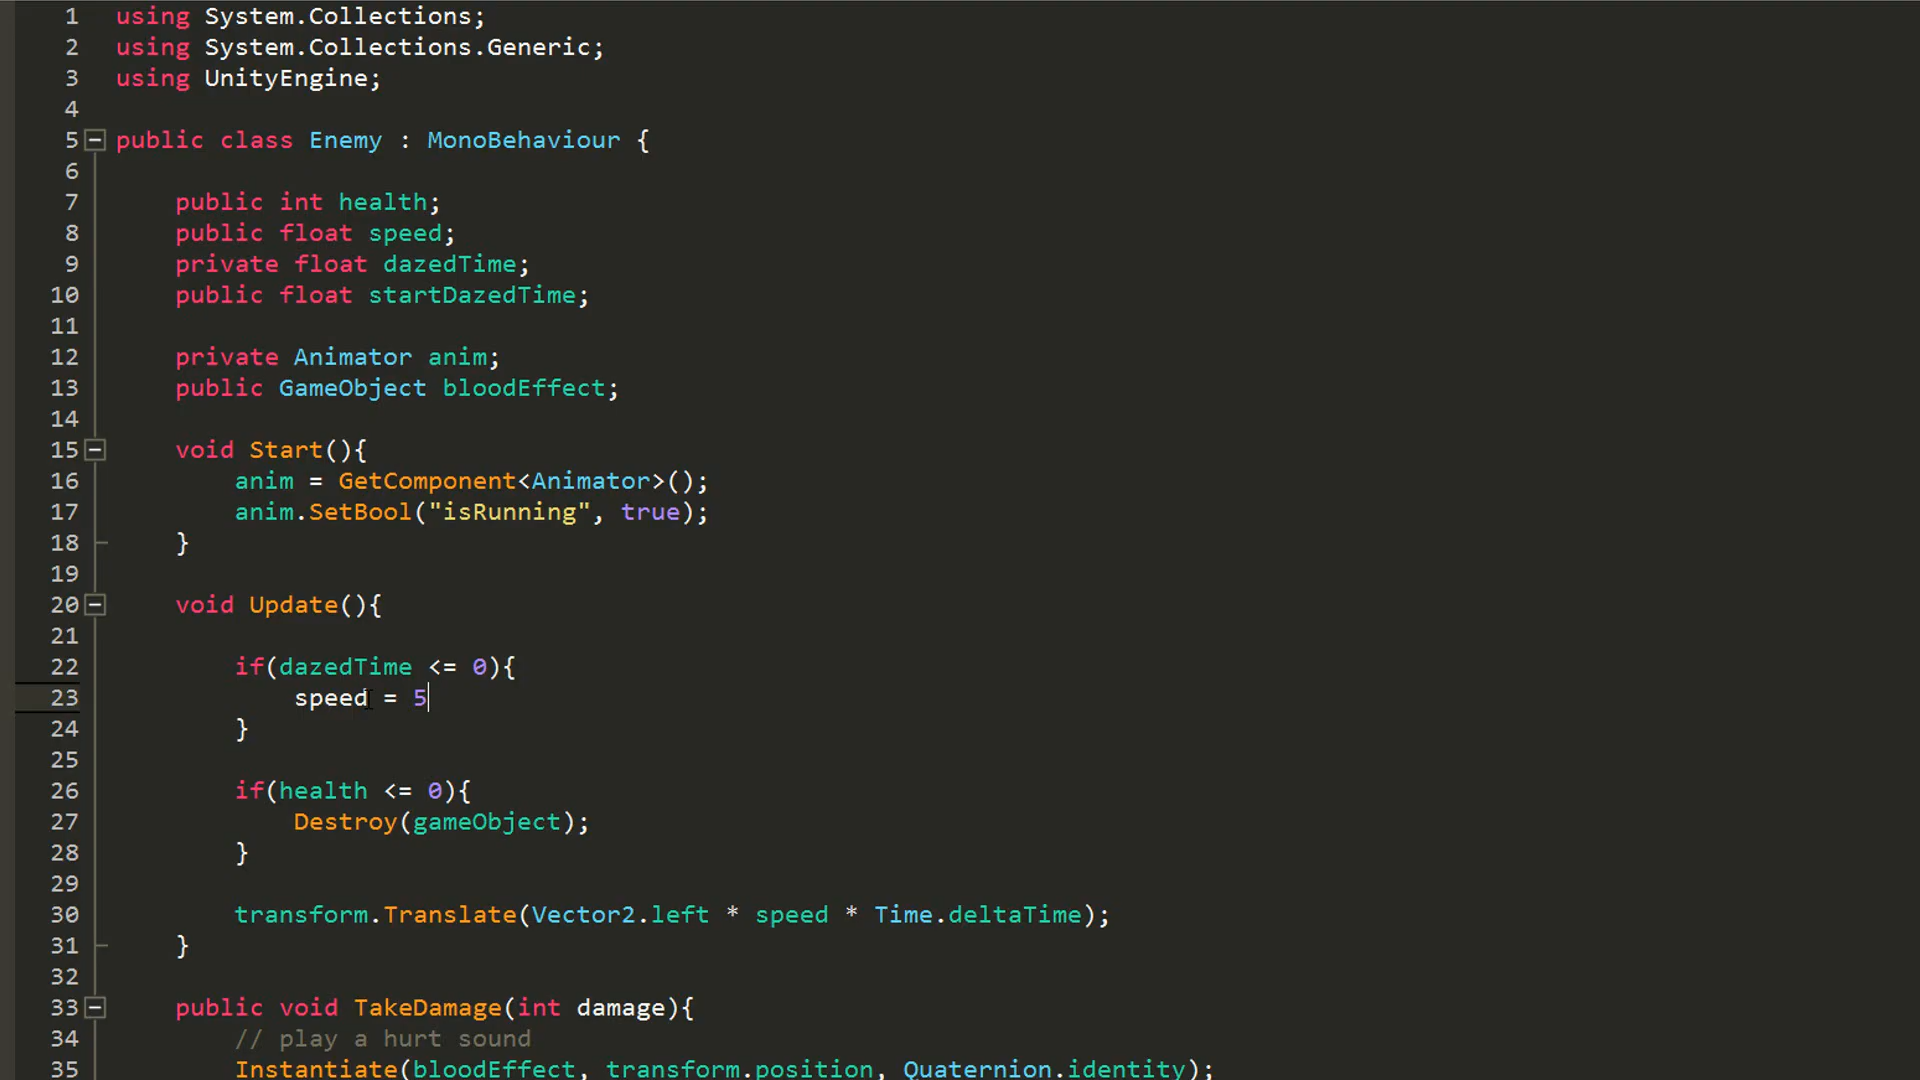 1 using System.Collections;
2 using System.Collections.Generic;
3 using UnityEngine;
4
5 public class Enemy : MonoBehaviour {
6
7 public int health;
8 public float speed;
9 private float dazedTime;
10 public float startDazedTime;
11
12 private Animator anim;
13 public GameObject bloodEffect;
14
15 void Start(){
16 anim = GetComponent<Animator>();
17 anim.SetBool("isRunning", true);
18 }
19
20 void Update(){
21
22 if(dazedTime <= 0){
23 speed = 5
24 }
25
26 if(health <= 0){
27 Destroy(gameObject);
28 }
29
30 transform.Translate(Vector2.left * speed * Time.deltaTime);
31 }
32
33 public void TakeDamage(int damage){
34 // play a hurt sound
35 Instantiate(bloodEffect, transform.position, Quaternion.identity);